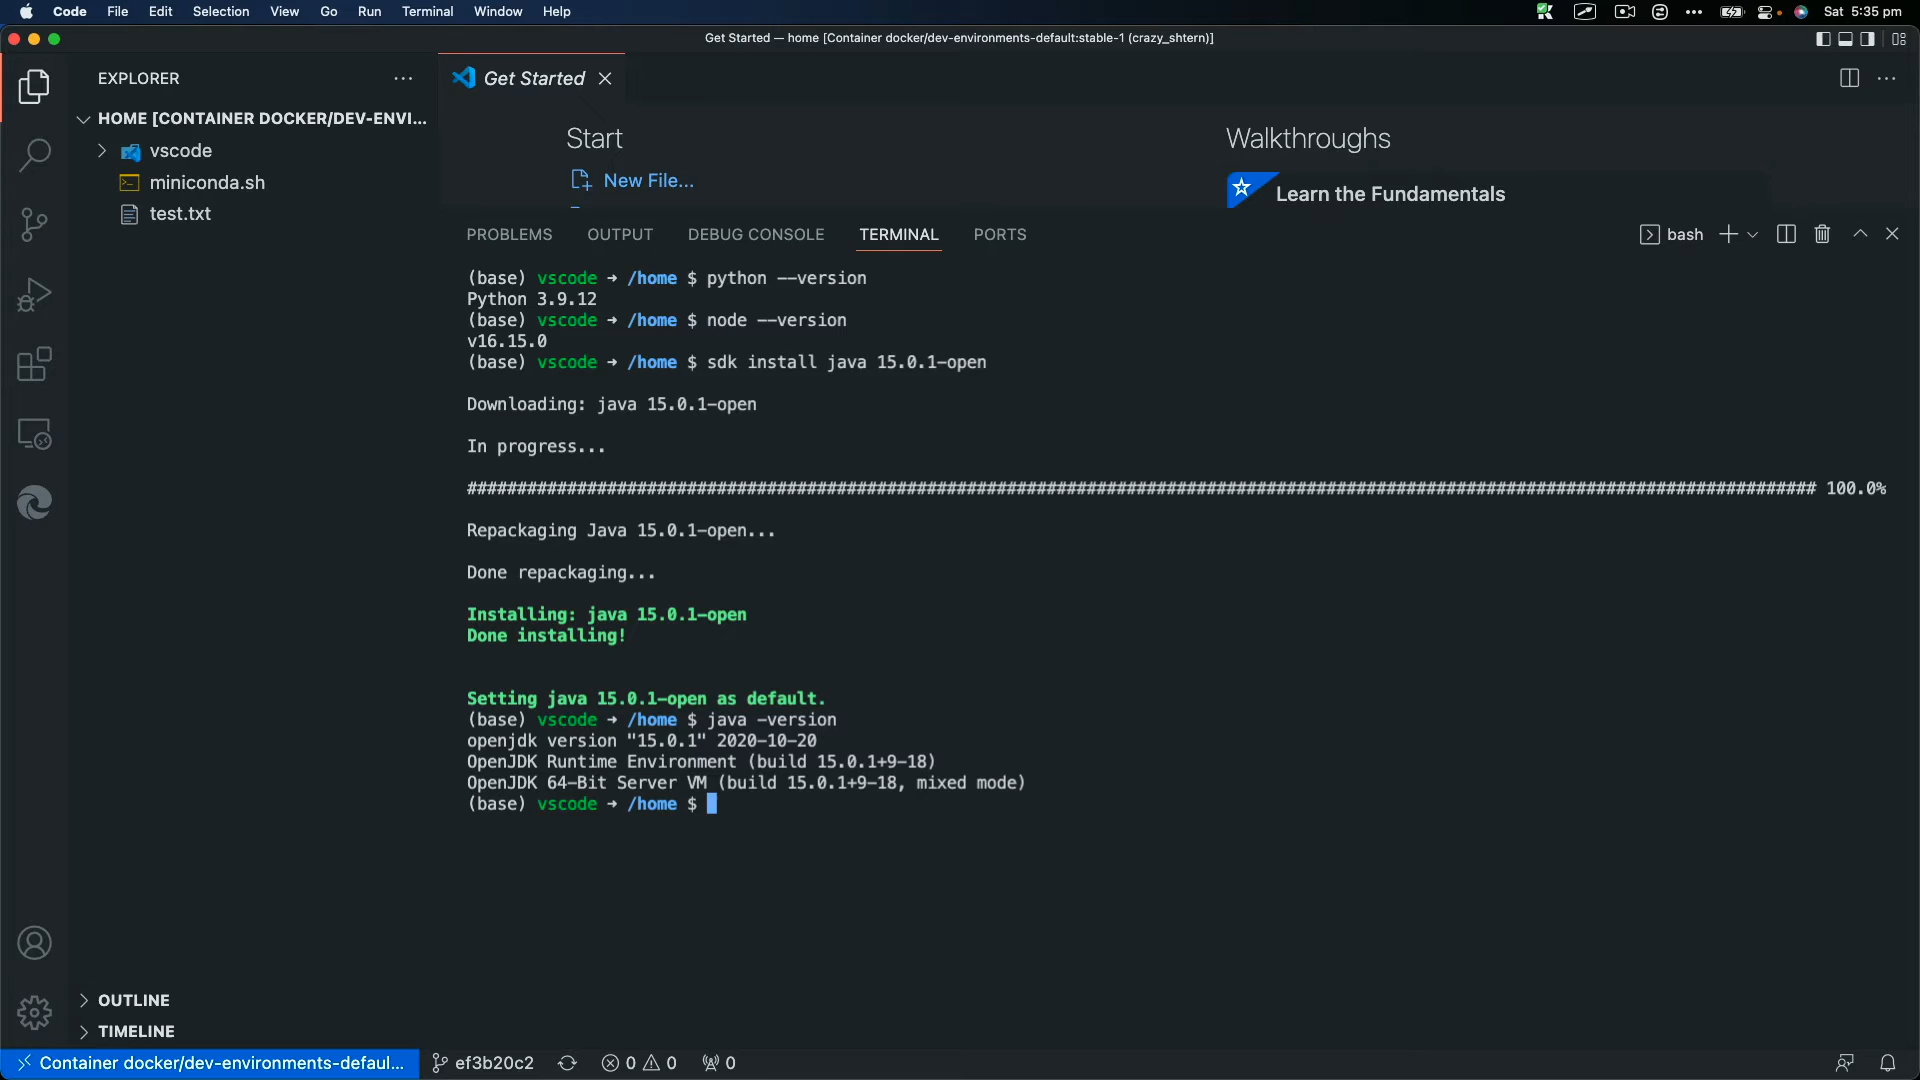 Code File Edit Selection View Go Run Terminal Window Help
Sat 5:35 pm
Get Started — home [Container docker/dev-environments-default:stable-1 (crazy_shtern)]
EXPLORER
HOME [CONTAINER DOCKER/DEV-ENVI...
vscode
miniconda.sh
test.txt
OUTLINE
TIMELINE
Get Started
Start
New File...
Walkthroughs
Learn the Fundamentals
PROBLEMS OUTPUT DEBUG CONSOLE TERMINAL PORTS
bash
(base) vscode → /home $ python --version
Python 3.9.12
(base) vscode → /home $ node --version
v16.15.0
(base) vscode → /home $ sdk install java 15.0.1-open
Downloading: java 15.0.1-open
In progress...
####################################################################################################################################### 100.0%
Repackaging Java 15.0.1-open...
Done repackaging...
Installing: java 15.0.1-open
Done installing!
Setting java 15.0.1-open as default.
(base) vscode → /home $ java -version
openjdk version "15.0.1" 2020-10-20
OpenJDK Runtime Environment (build 15.0.1+9-18)
OpenJDK 64-Bit Server VM (build 15.0.1+9-18, mixed mode)
(base) vscode → /home $
Container docker/dev-environments-defaul... ef3b20c2 0 0 0